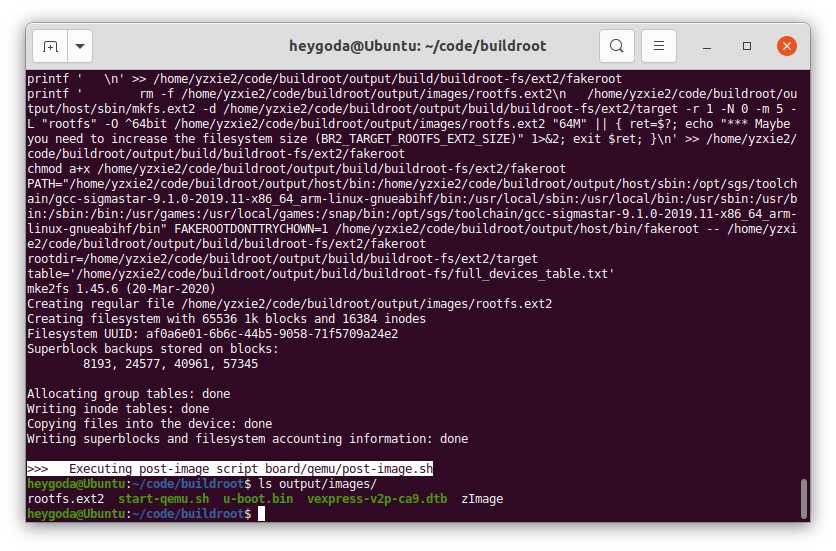 heygoda@Ubuntu: ~/code/buildroot
printf '   \n' >> /home/yzxie2/code/buildroot/output/build/buildroot-fs/ext2/fakeroot
printf '        rm -f /home/yzxie2/code/buildroot/output/images/rootfs.ext2\n   /home/yzxie2/code/buildroot/ou
tput/host/sbin/mkfs.ext2 -d /home/yzxie2/code/buildroot/output/build/buildroot-fs/ext2/target -r 1 -N 0 -m 5 -
L "rootfs" -O ^64bit /home/yzxie2/code/buildroot/output/images/rootfs.ext2 "64M" || { ret=$?; echo "*** Maybe 
you need to increase the filesystem size (BR2_TARGET_ROOTFS_EXT2_SIZE)" 1>&2; exit $ret; }\n' >> /home/yzxie2/
code/buildroot/output/build/buildroot-fs/ext2/fakeroot
chmod a+x /home/yzxie2/code/buildroot/output/build/buildroot-fs/ext2/fakeroot
PATH="/home/yzxie2/code/buildroot/output/host/bin:/home/yzxie2/code/buildroot/output/host/sbin:/opt/sgs/toolch
ain/gcc-sigmastar-9.1.0-2019.11-x86_64_arm-linux-gnueabihf/bin:/usr/local/sbin:/usr/local/bin:/usr/sbin:/usr/b
in:/sbin:/bin:/usr/games:/usr/local/games:/snap/bin:/opt/sgs/toolchain/gcc-sigmastar-9.1.0-2019.11-x86_64_arm-
linux-gnueabihf/bin" FAKEROOTDONTTRYCHOWN=1 /home/yzxie2/code/buildroot/output/host/bin/fakeroot -- /home/yzxi
e2/code/buildroot/output/build/buildroot-fs/ext2/fakeroot
rootdir=/home/yzxie2/code/buildroot/output/build/buildroot-fs/ext2/target
table='/home/yzxie2/code/buildroot/output/build/buildroot-fs/full_devices_table.txt'
mke2fs 1.45.6 (20-Mar-2020)
Creating regular file /home/yzxie2/code/buildroot/output/images/rootfs.ext2
Creating filesystem with 65536 1k blocks and 16384 inodes
Filesystem UUID: af0a6e01-6b6c-44b5-9058-71f5709a24e2
Superblock backups stored on blocks:
        8193, 24577, 40961, 57345
Allocating group tables: done
Writing inode tables: done
Copying files into the device: done
Writing superblocks and filesystem accounting information: done
>>>   Executing post-image script board/qemu/post-image.sh
heygoda@Ubuntu:~/code/buildroot$ ls output/images/
rootfs.ext2  start-qemu.sh  u-boot.bin  vexpress-v2p-ca9.dtb  zImage
heygoda@Ubuntu:~/code/buildroot$